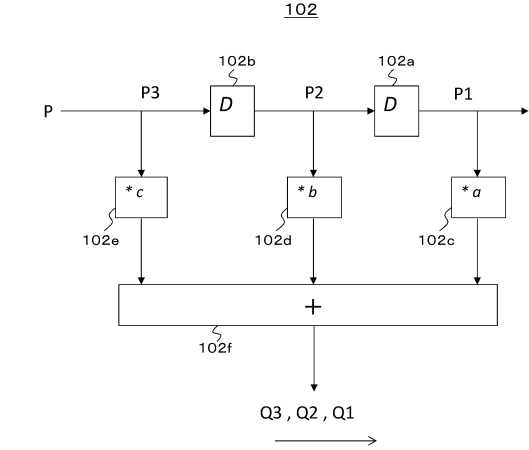 102
102b
102a
P
P3
D
P2
D
P1
* c
* b
* a
102e
102d
102c
+
102f
Q3 , Q2 , Q1